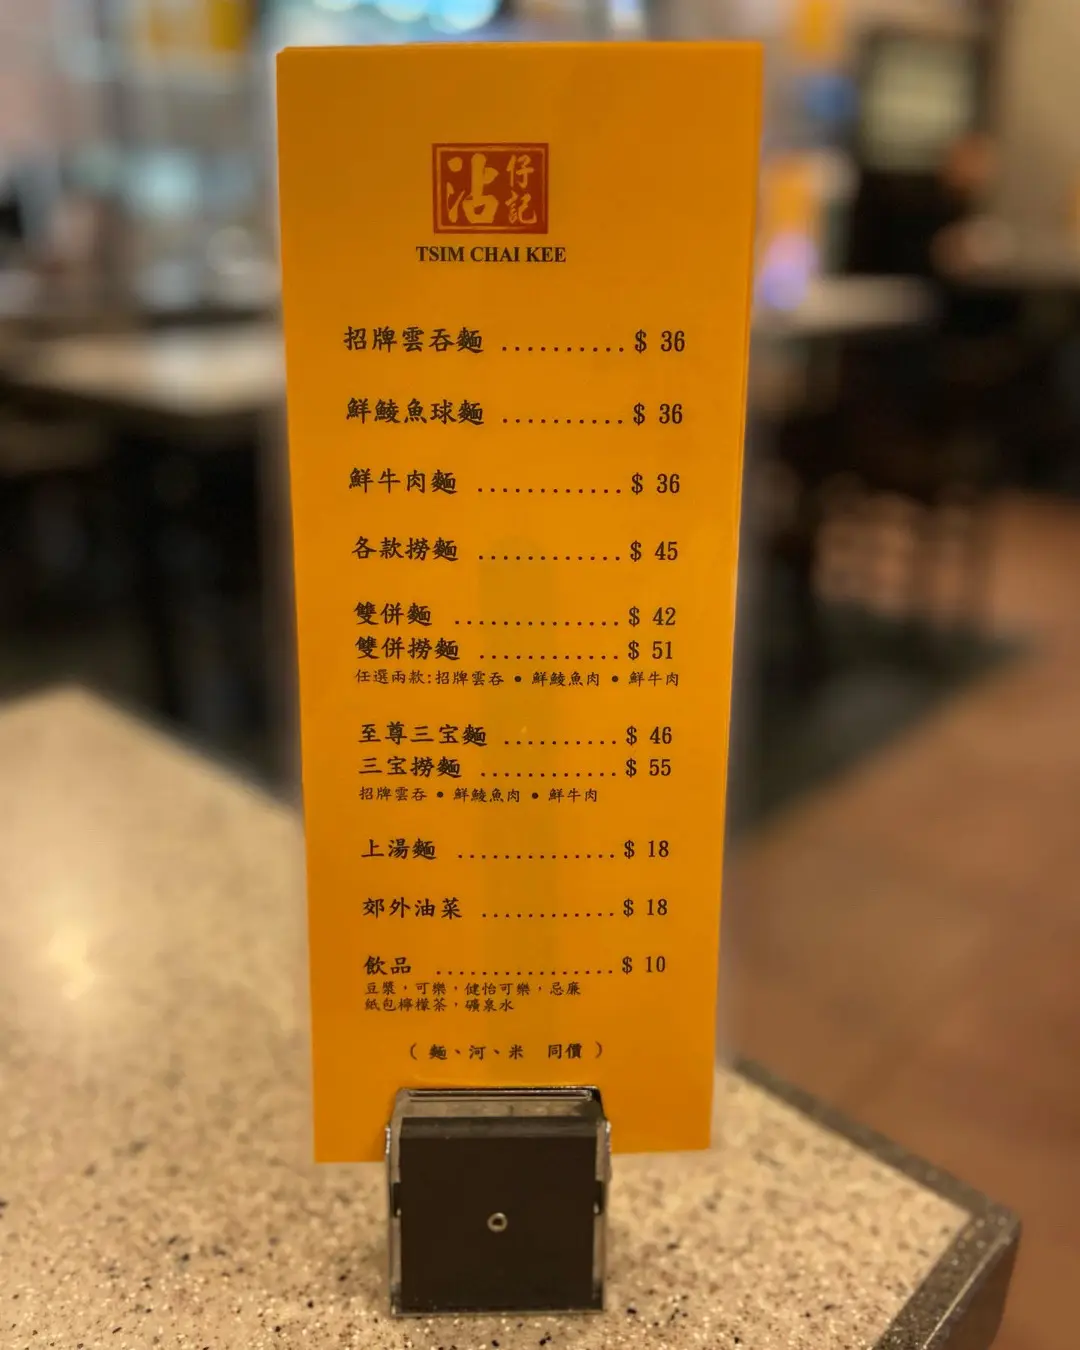 沾仔記
TSIM CHAI KEE
招牌雲吞麵 ..........$ 36
鮮鯪魚球麵 ..........$ 36
鮮牛肉麵 ............$ 36
各款撈麵 ............$ 45
雙併麵 ..............$ 42
雙併撈麵 ............$ 51
任選兩款:招牌雲吞 • 鮮鯪魚肉 • 鮮牛肉
至尊三宝麵 ..........$ 46
三宝撈麵 ............$ 55
招牌雲吞 • 鮮鯪魚肉 • 鮮牛肉
上湯麵 ..............$ 18
郊外油菜 ............$ 18
飲品 ................$ 10
豆漿，可樂，健怡可樂，忌廉
紙包檸檬茶，礦泉水
( 麵、河、米 同價 )